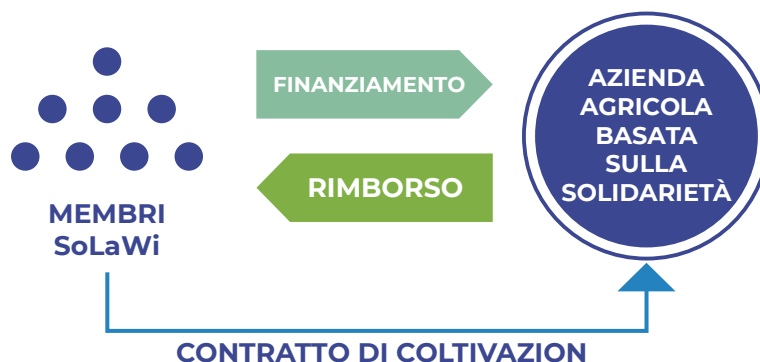 FINANZIAMENTO
RIMBORSO
AZIENDA
AGRICOLA
BASATA
SULLA
SOLIDARIETÀ
MEMBRI
SoLaWi
CONTRATTO DI COLTIVAZION